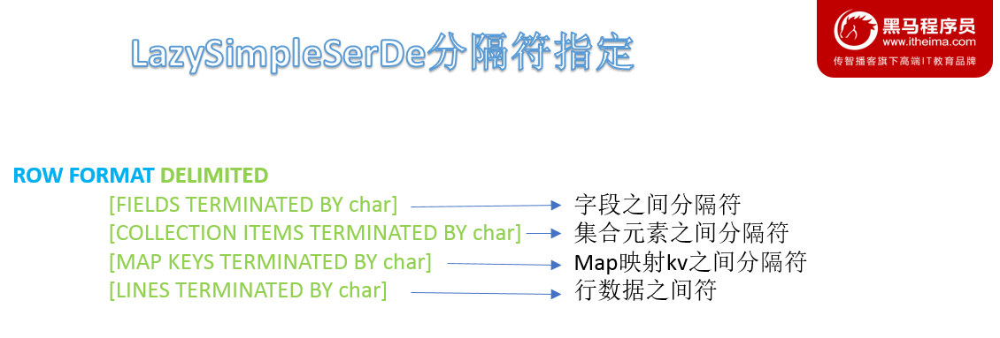 LazySimpleSerDe分隔符指定
黑马程序员
www.itheima.com
传智播客旗下高端IT教育品牌
ROW FORMAT DELIMITED
[FIELDS TERMINATED BY char] 字段之间分隔符
[COLLECTION ITEMS TERMINATED BY char] 集合元素之间分隔符
[MAP KEYS TERMINATED BY char] Map映射kv之间分隔符
[LINES TERMINATED BY char] 行数据之间符